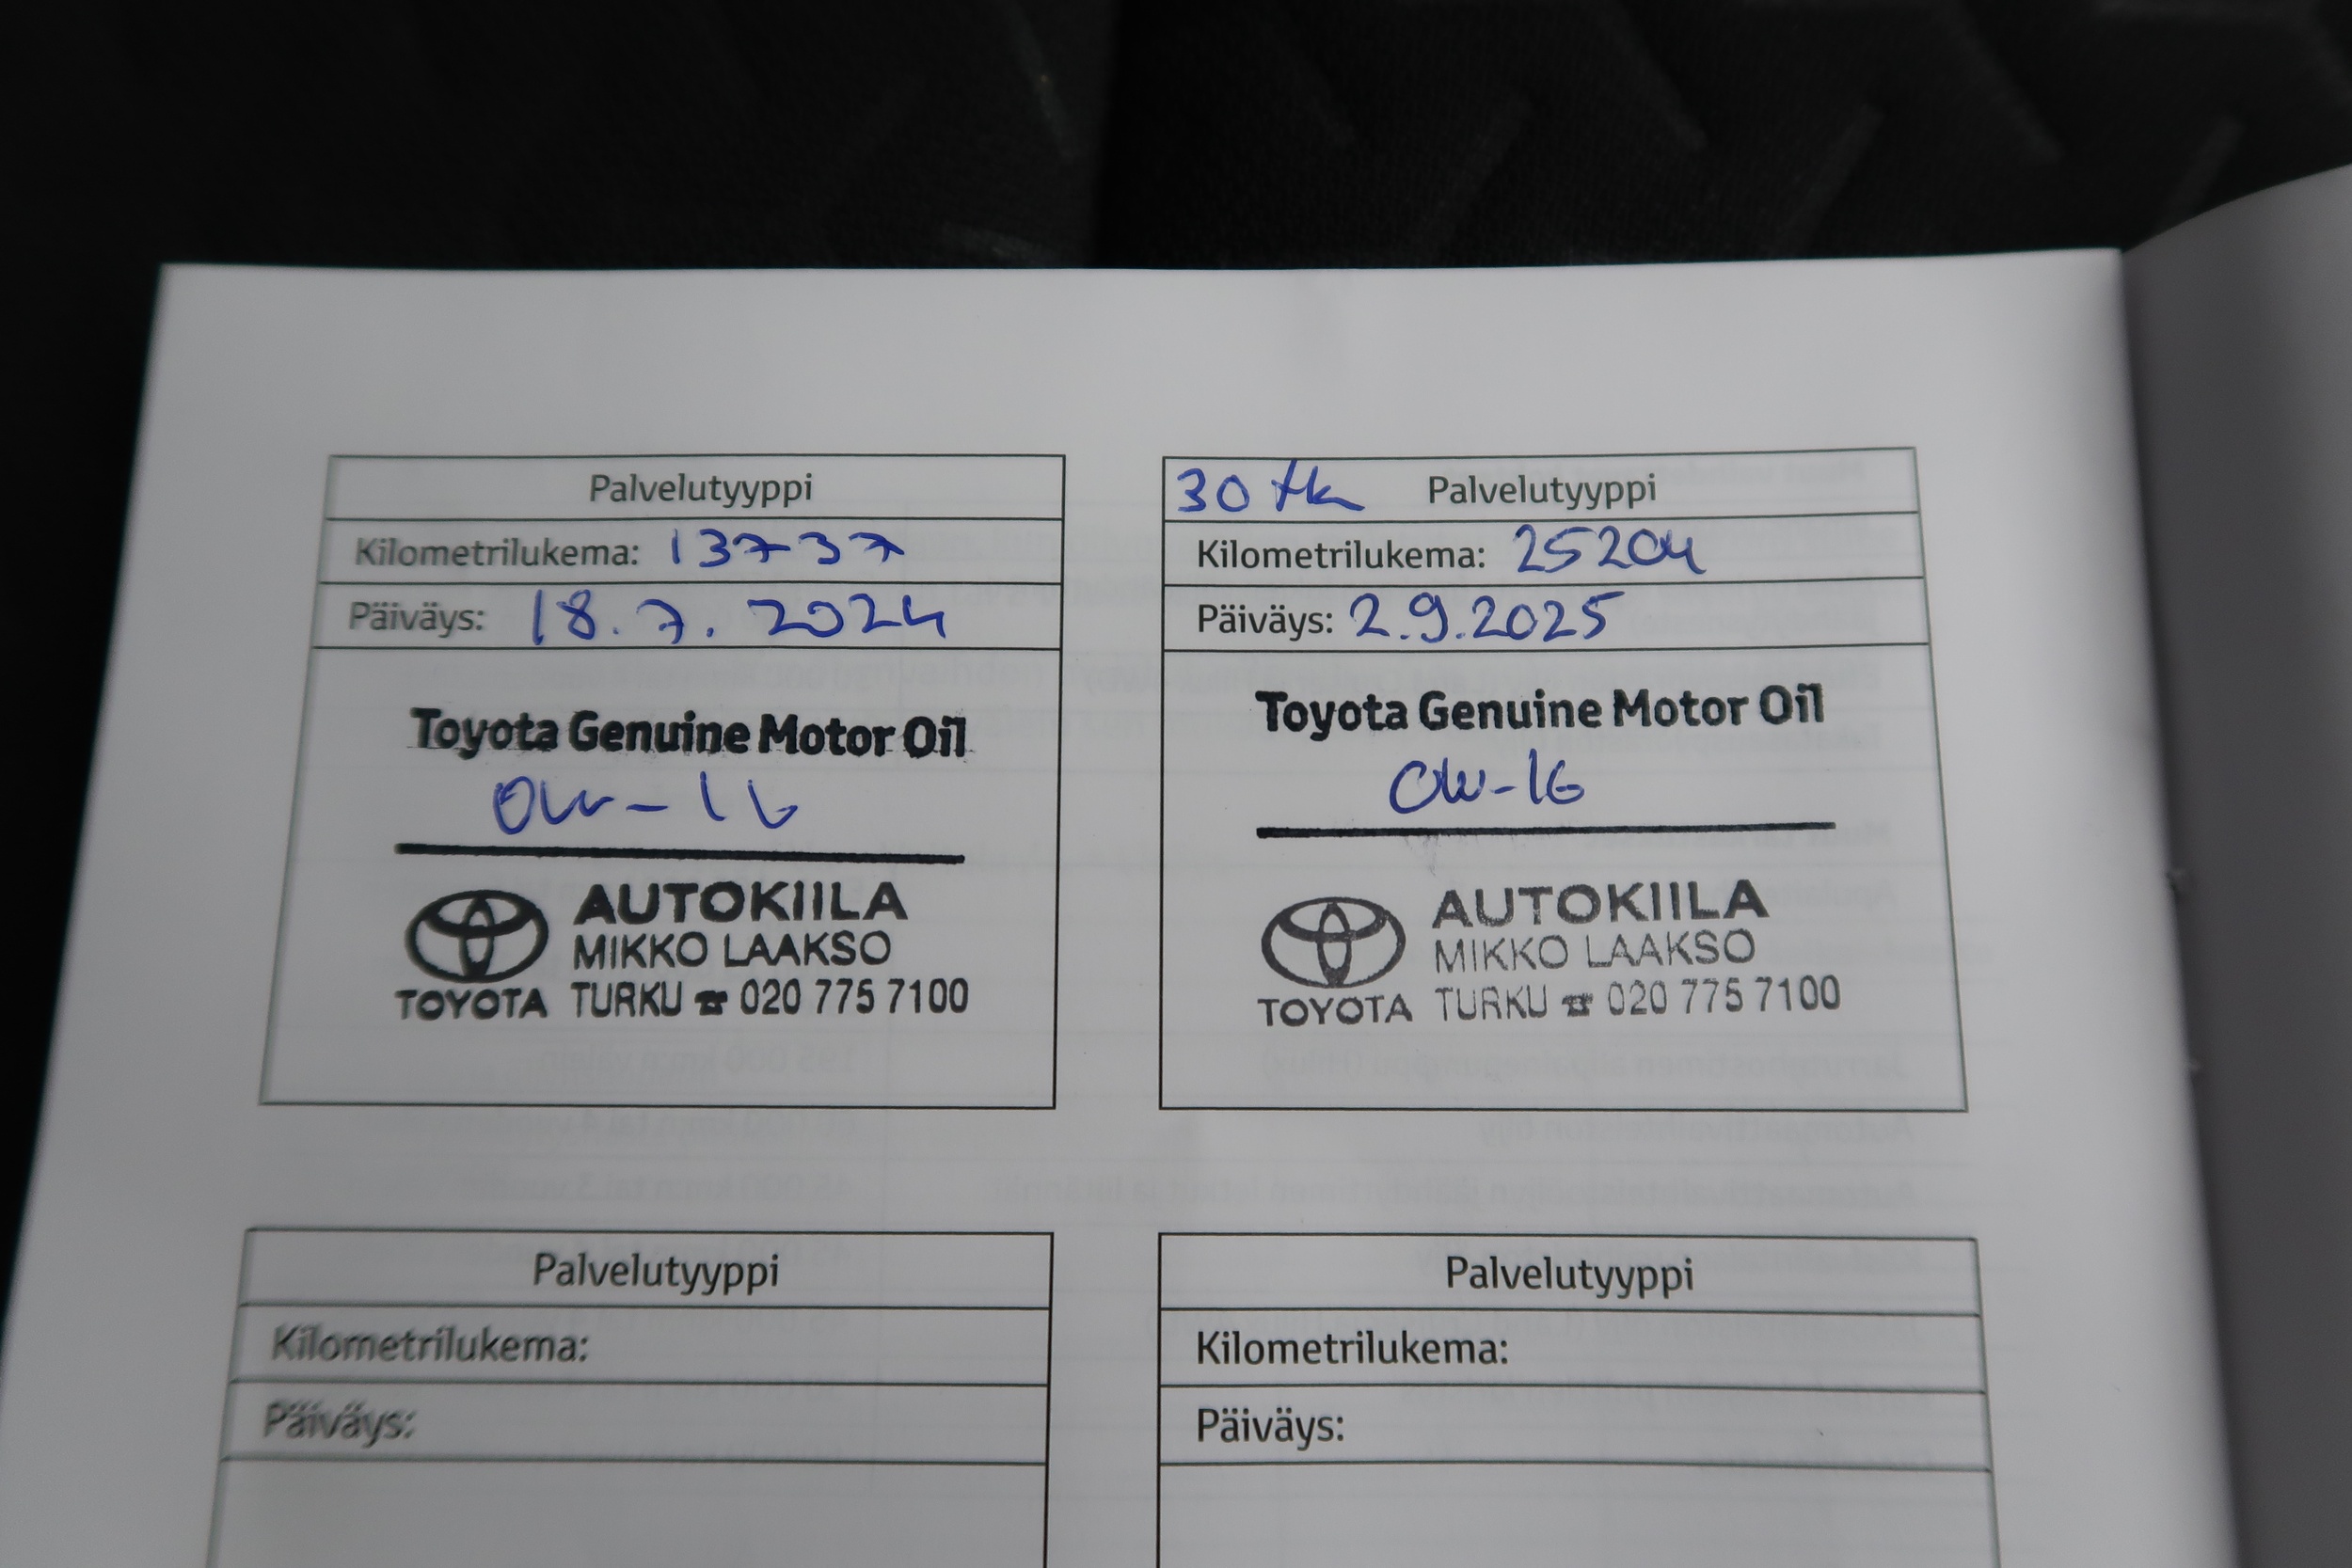 Palvelutyyppi
Kilometrilukema: 13737
Päiväys: 18.7.2024
Toyota Genuine Motor Oil
0W-16
AUTOKIILA
MIKKO LAAKSO
TOYOTA TURKU ☎ 020 775 7100
30 tk Palvelutyyppi
Kilometrilukema: 25204
Päiväys: 2.9.2025
Toyota Genuine Motor Oil
0W-16
AUTOKIILA
MIKKO LAAKSO
TOYOTA TURKU ☎ 020 775 7100
Palvelutyyppi
Kilometrilukema:
Päiväys:
Palvelutyyppi
Kilometrilukema:
Päiväys: